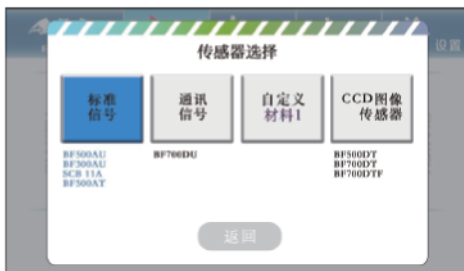 传感器选择
标准
信号
通讯
信号
自定义
材料1
CCD图像
传感器
BF500AU
BF300AU
SCB 11A
BF500AT
BF700DU
BF500DT
BF700DT
BF700DTF
返回
设置